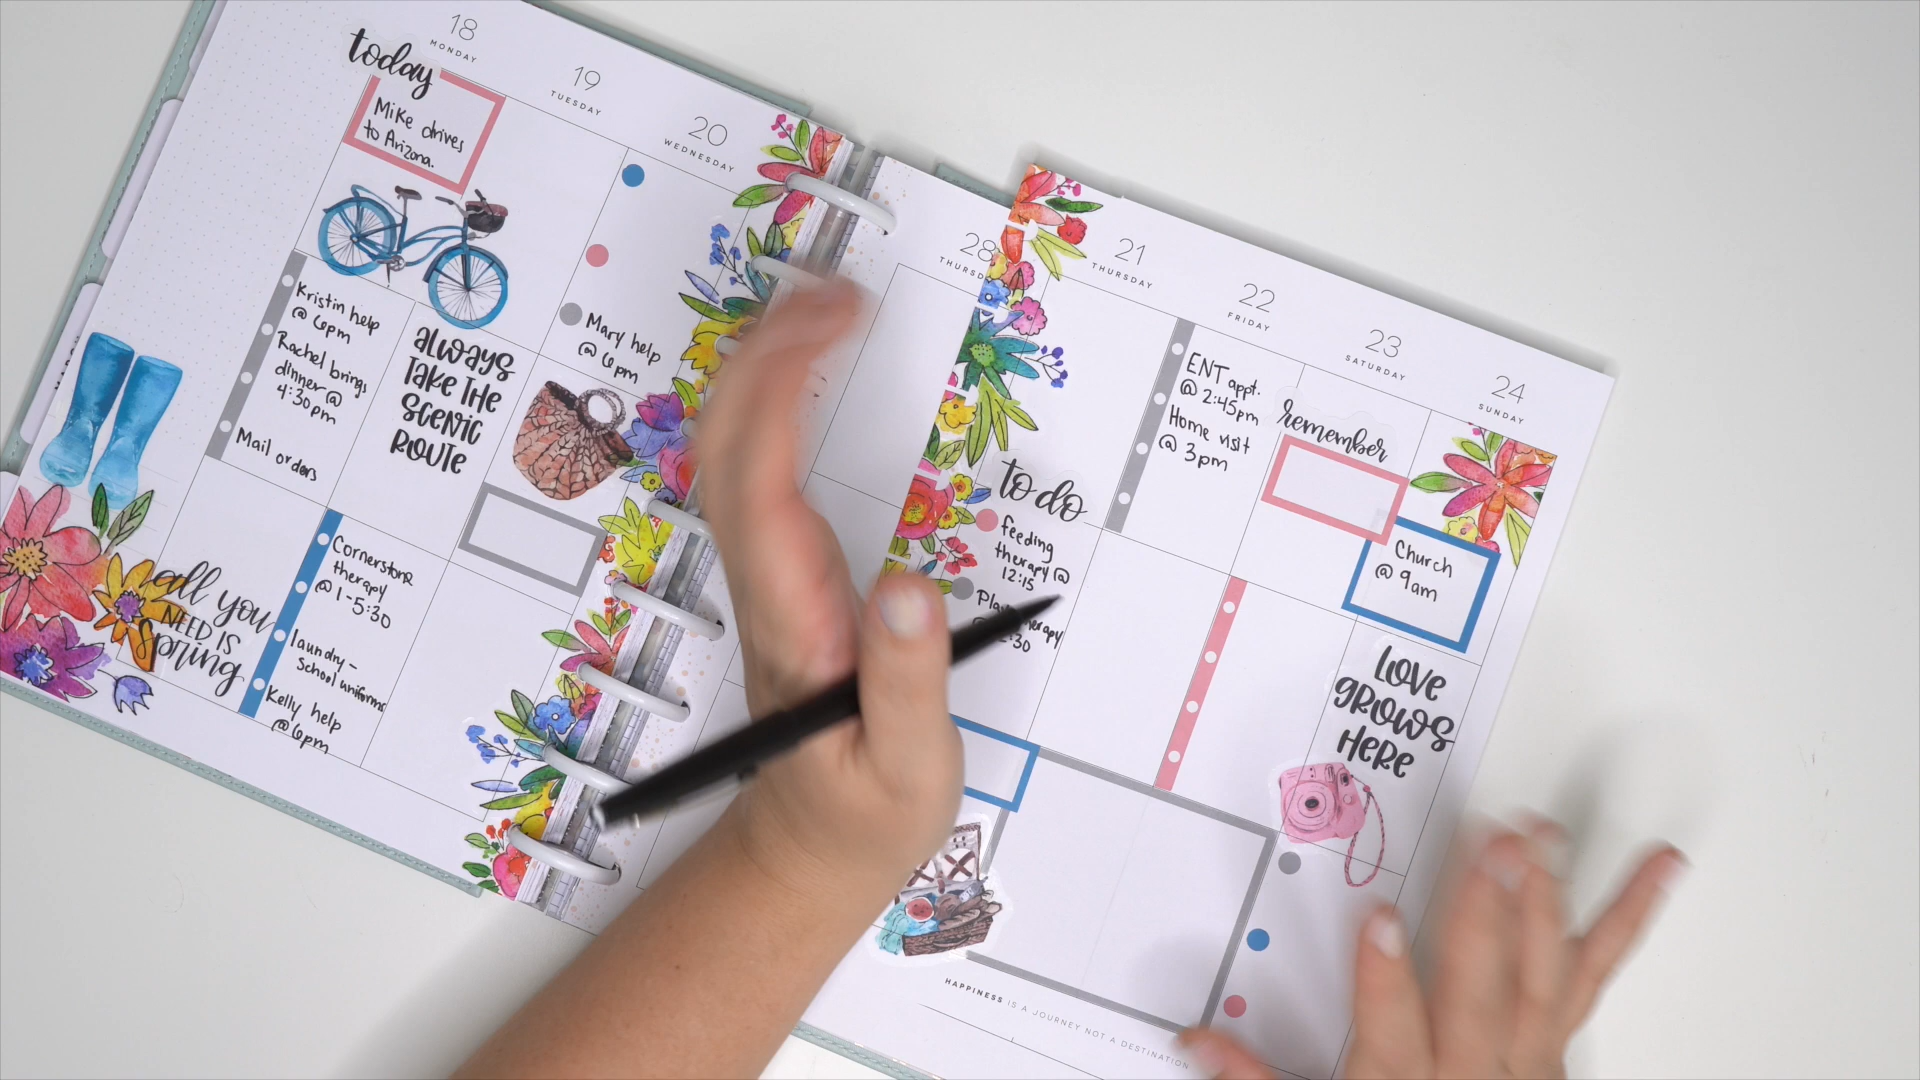 18
MONDAY
today
Mike drives
to Arizona.
Kristin help
@ 6pm
Rachel brings
dinner @
4:30pm
Mail orders
all you
NEED IS
spring
19
TUESDAY
ALWAYS
TAKE THE
SCENIC
ROUTE
Cornerstone
therapy
@ 1-5:30
laundry -
School uniforms
Kelly help
@ 6pm
20
WEDNESDAY
Mary help
@ 6pm
28
THURSD
21
THURSDAY
to do
feeding
therapy @
12:15
22
FRIDAY
ENT appt.
@ 2:45pm
Home visit
@ 3pm
23
SATURDAY
remember
24
SUNDAY
Church
@ 9am
LOVE
GROWS
HERE
HAPPINESS IS A JOURNEY NOT A DESTINATION